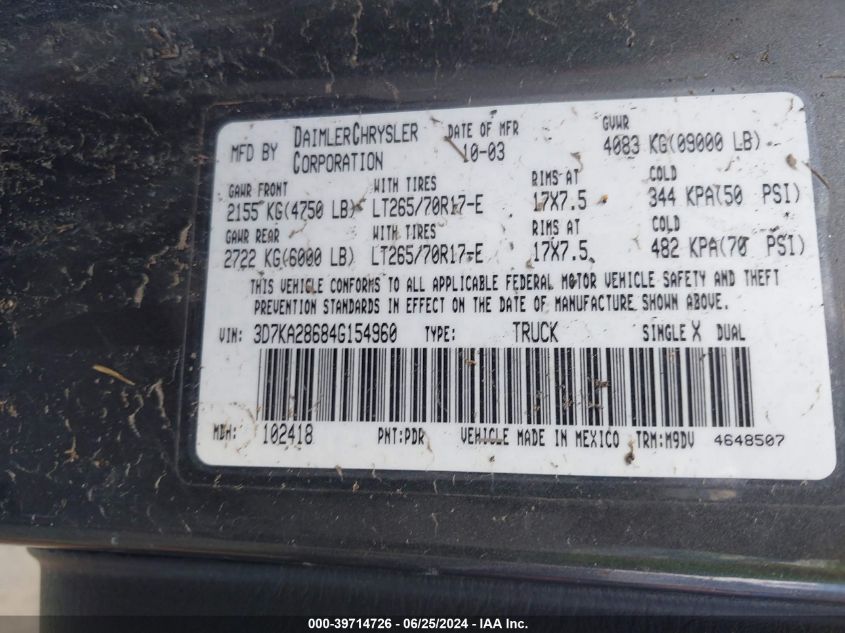 MFD BY DAIMLERCHRYSLER CORPORATION DATE OF MFR 10-03 GVWR 4083 KG(09000 LB)
GAWR FRONT WITH TIRES RIMS AT COLD
2155 KG(4750 LB) LT265/70R17-E 17X7.5 344 KPA(50 PSI)
GAWR REAR WITH TIRES RIMS AT COLD
2722 KG(6000 LB) LT265/70R17-E 17X7.5 482 KPA(70 PSI)
THIS VEHICLE CONFORMS TO ALL APPLICABLE FEDERAL MOTOR VEHICLE SAFETY AND THEFT
PREVENTION STANDARDS IN EFFECT ON THE DATE OF MANUFACTURE SHOWN ABOVE.
VIN: 3D7KA28684G154960 TYPE: TRUCK SINGLE X DUAL
MDH: 102418 PNT:PDR VEHICLE MADE IN MEXICO TRM:M9DV 4648507
000-39714726 - 06/25/2024 - IAA Inc.